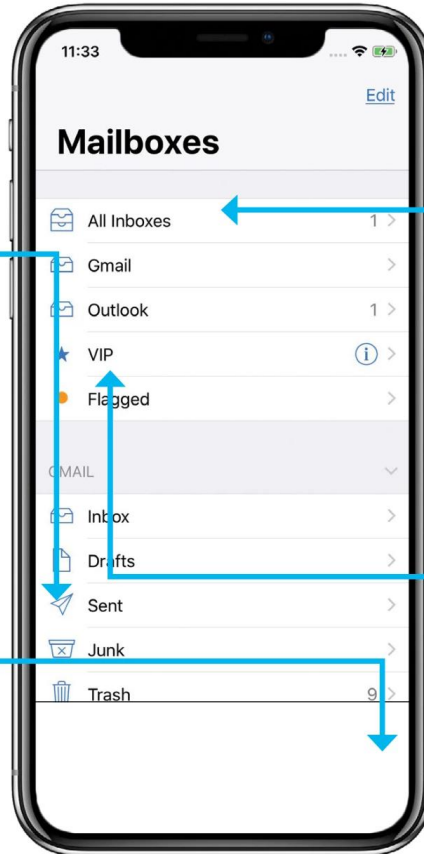 11:33
Edit
Mailboxes
All Inboxes 1
Gmail
Outlook 1
VIP
Flagged
GMAIL
Inbox
Drafts
Sent
Junk
Trash 9